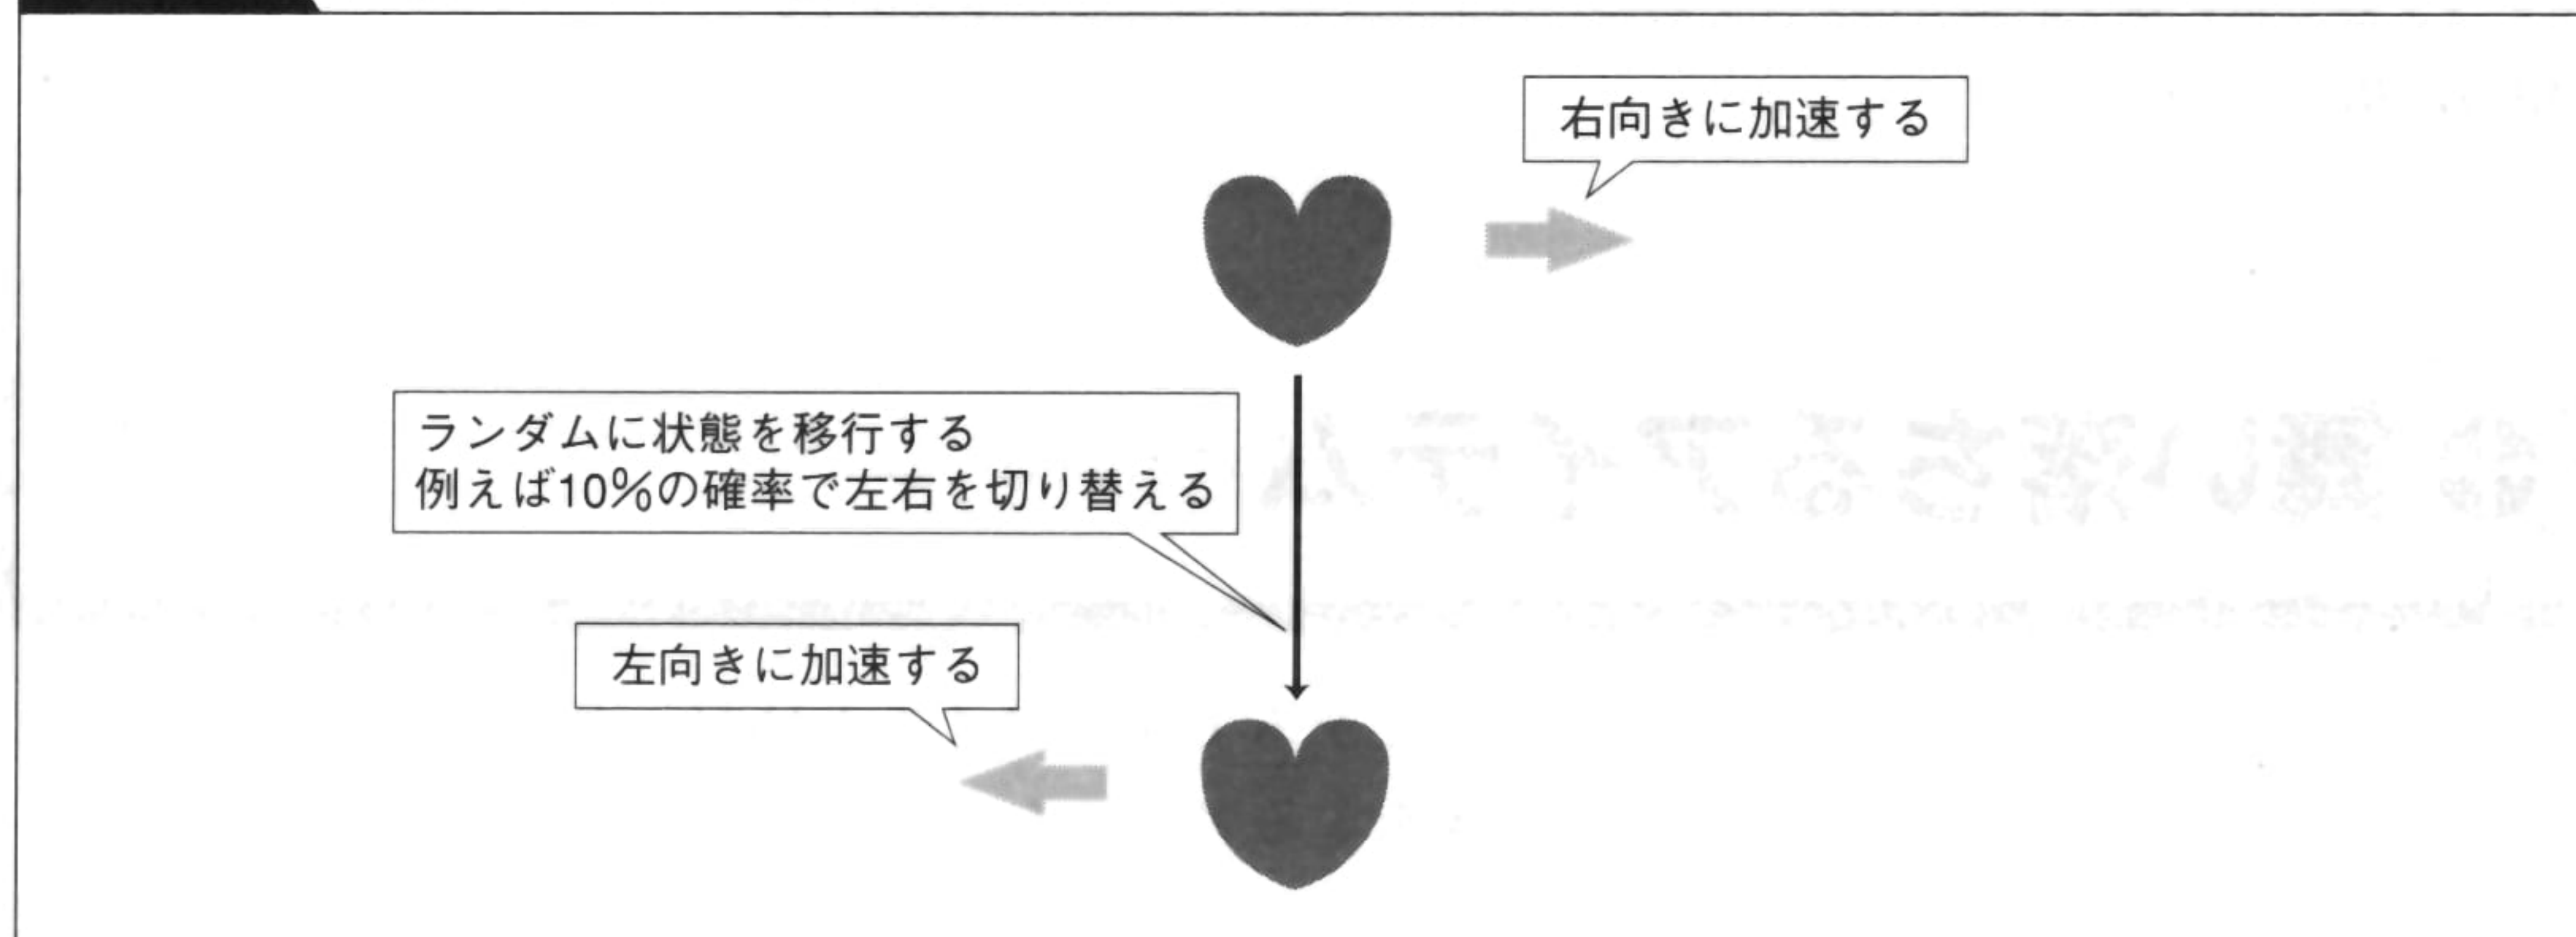 右向きに加速する
ランダムに状態を移行する
例えば10%の確率で左右を切り替える
左向きに加速する